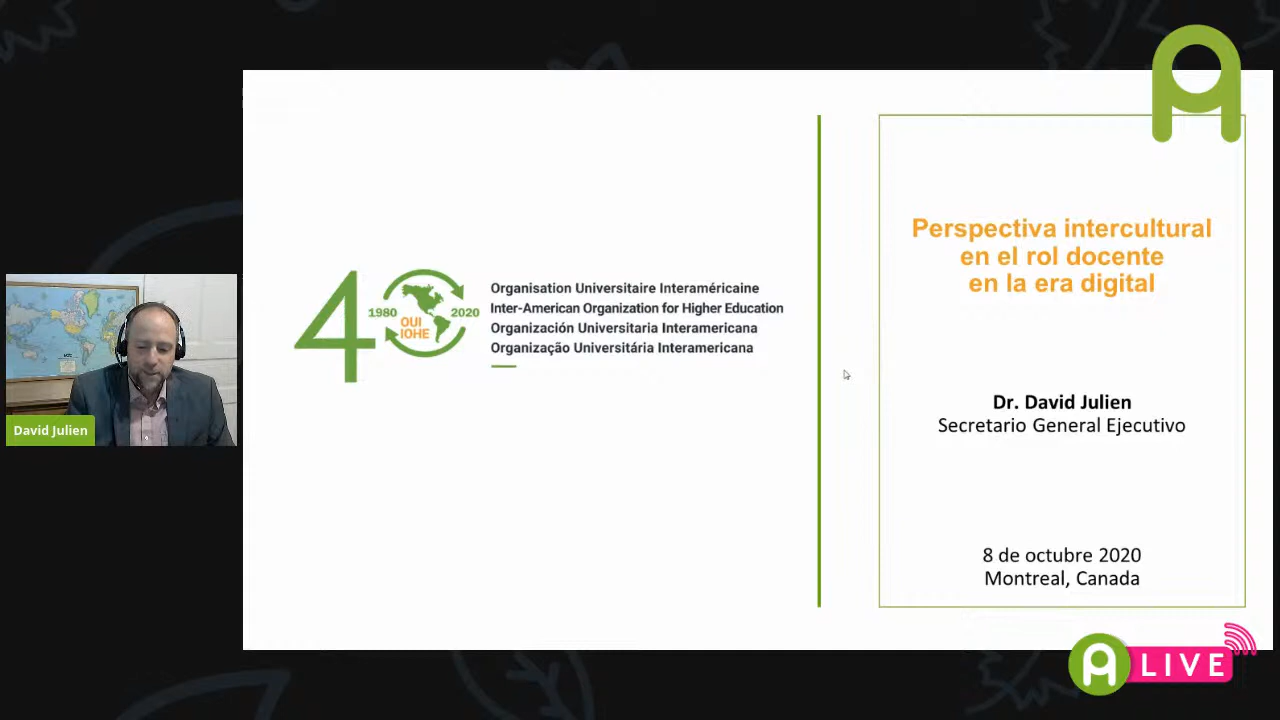 40
1980
2020
OUI
IOHE
Organisation Universitaire Interaméricaine
Inter-American Organization for Higher Education
Organización Universitaria Interamericana
Organização Universitária Interamericana
Perspectiva intercultural
en el rol docente
en la era digital
Dr. David Julien
Secretario General Ejecutivo
8 de octubre 2020
Montreal, Canada
David Julien
LIVE